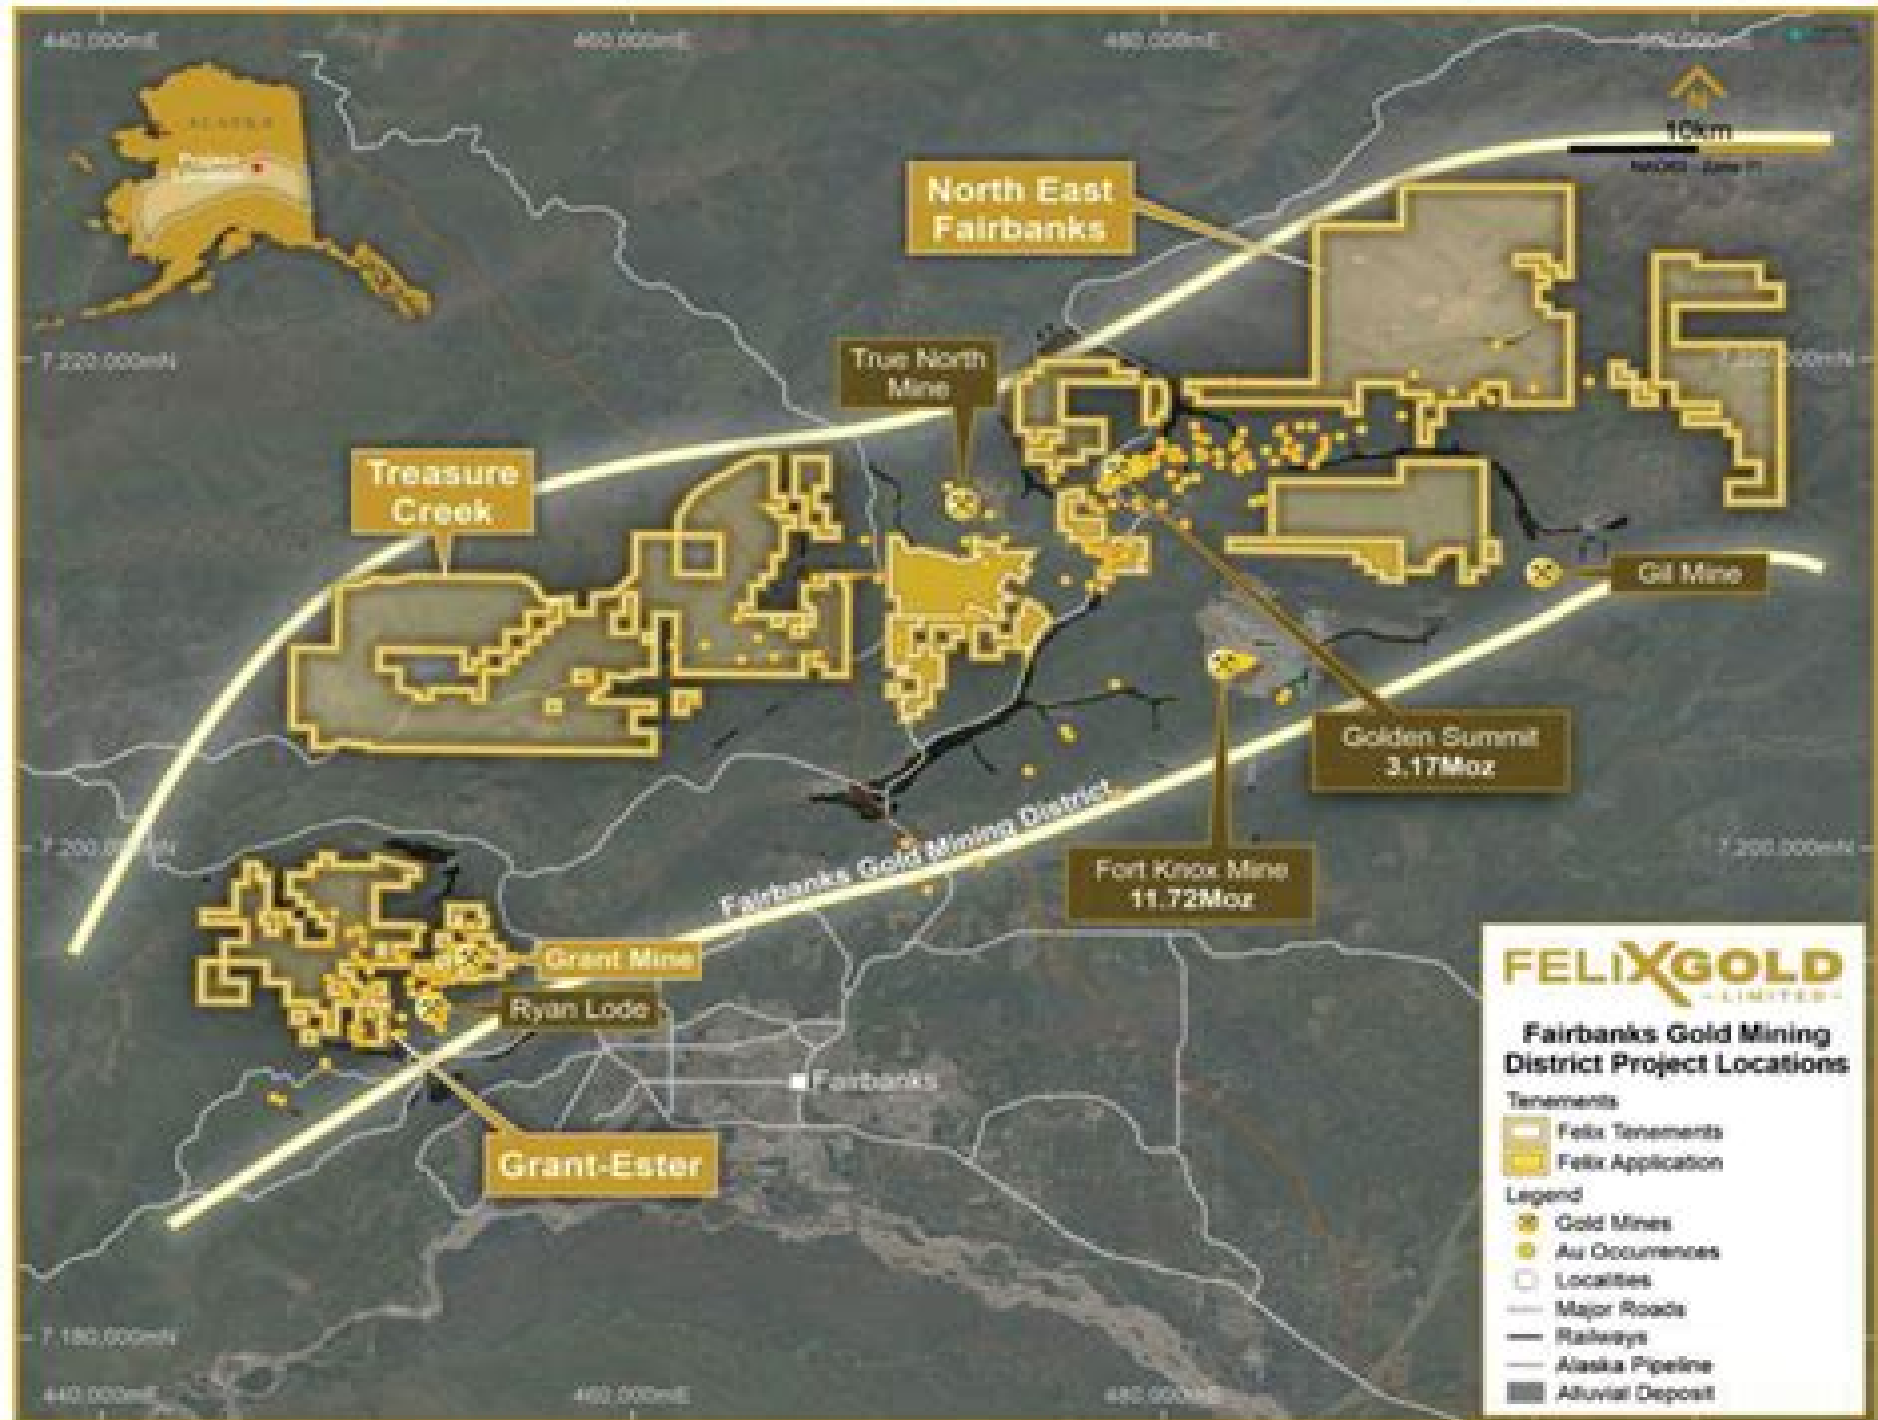 440,000mE
460,000mE
480,000mE
ALASKA
Project
10km
North East
Fairbanks
7,220,000mN
True North
Mine
Treasure
Creek
Gil Mine
Golden Summit
3.17Moz
Fairbanks Gold Mining District
7,200,000mN
Fort Knox Mine
11.72Moz
Grant Mine
Ryan Lode
Fairbanks
Grant-Ester
FELIXGOLD
LIMITED
Fairbanks Gold Mining
District Project Locations
Tenements
Felix Tenements
Felix Application
Legend
Gold Mines
Au Occurrences
Localities
Major Roads
Railways
Alaska Pipeline
Alluvial Deposit
7,180,000mN
440,000mE
460,000mE
480,000mE